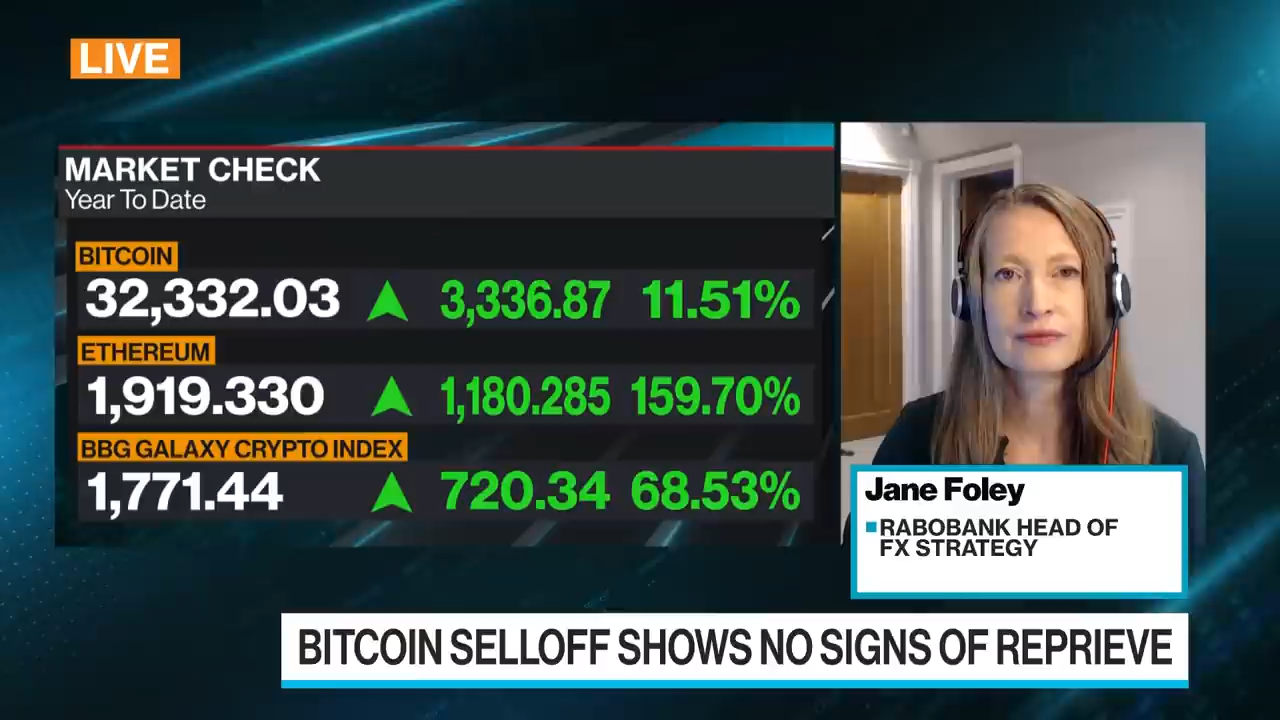 LIVE
MARKET CHECK
Year To Date
BITCOIN
32,332.03 ▲ 3,336.87 11.51%
ETHEREUM
1,919.330 ▲ 1,180.285 159.70%
BBG GALAXY CRYPTO INDEX
1,771.44 ▲ 720.34 68.53%
Jane Foley
RABOBANK HEAD OF
FX STRATEGY
BITCOIN SELLOFF SHOWS NO SIGNS OF REPRIEVE